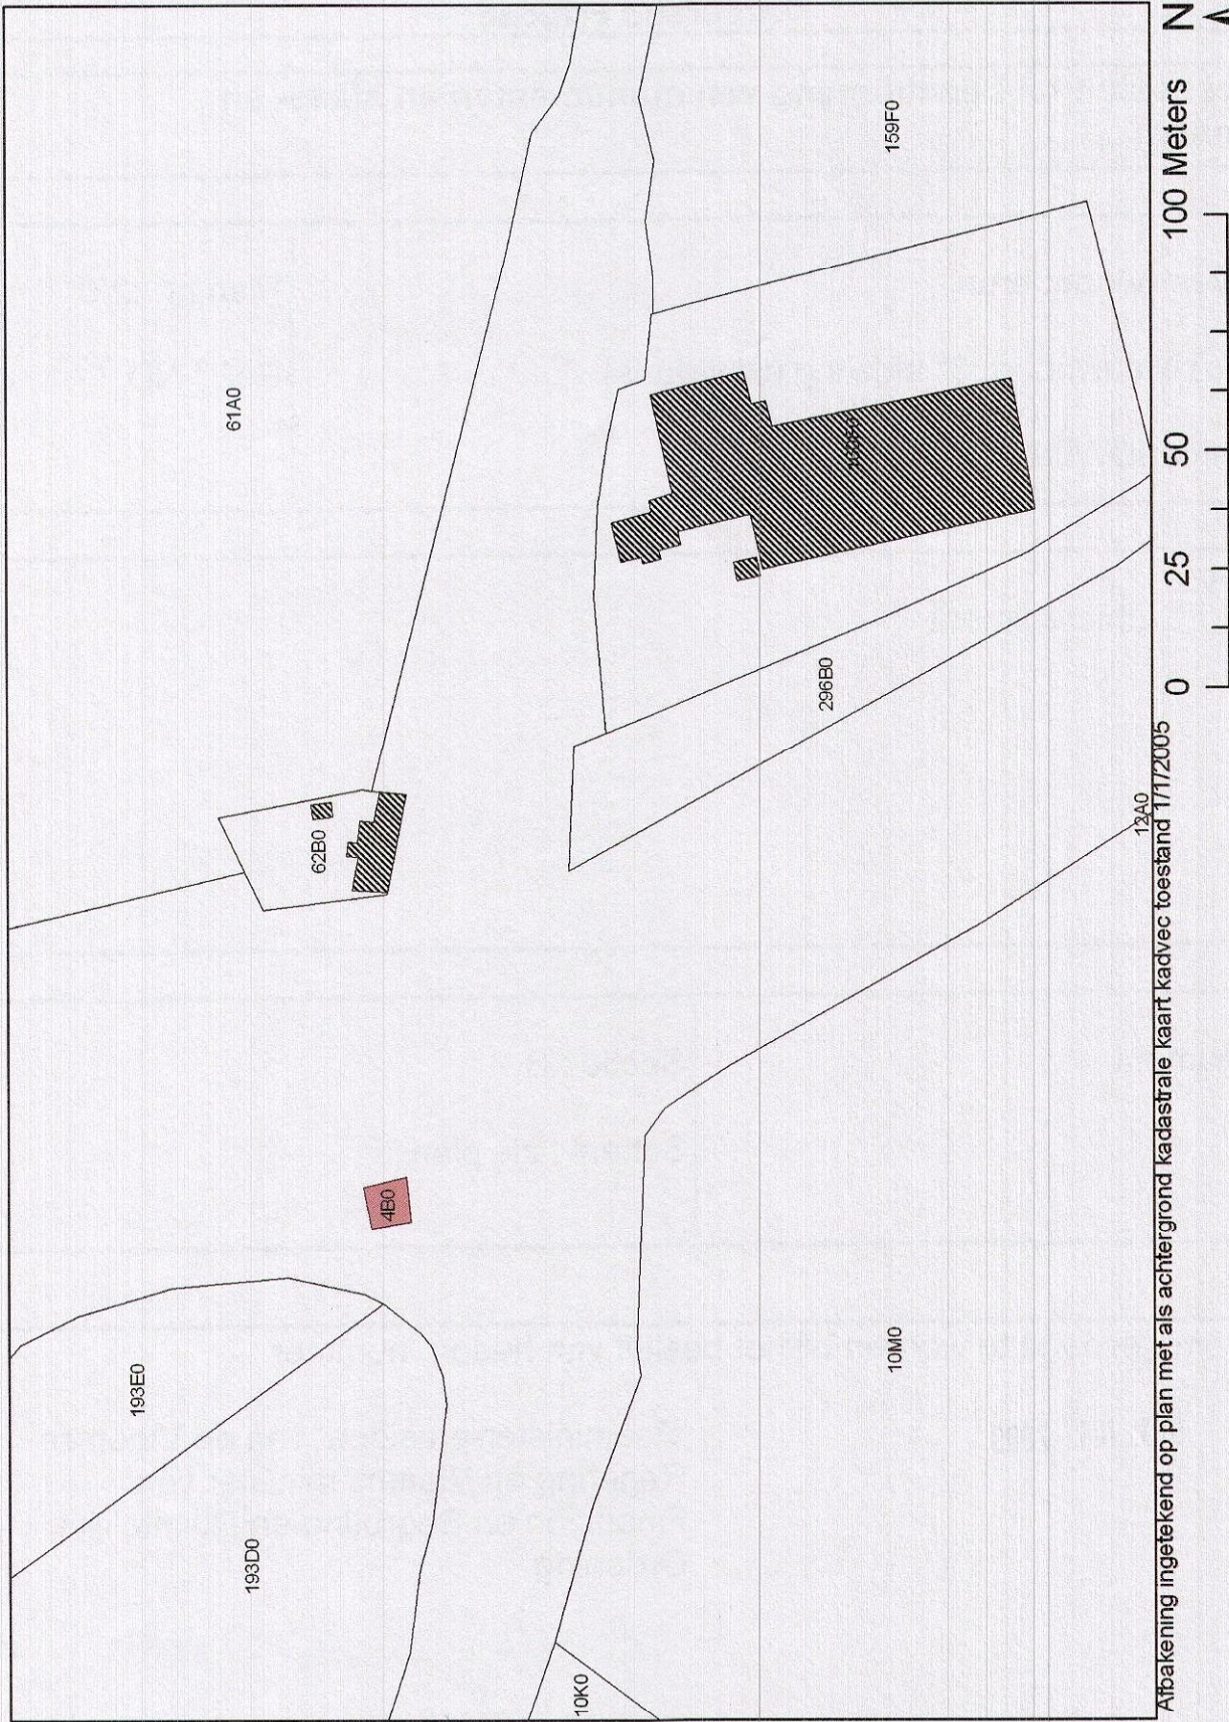 61A0
159F0
62B0
296B0
4B0
193E0
193D0
10M0
10K0
12A0
Afbakening ingetekend op plan met als achtergrond kadastrale kaart kadvec toestand 1/1/2005
0 25 50 100 Meters
N